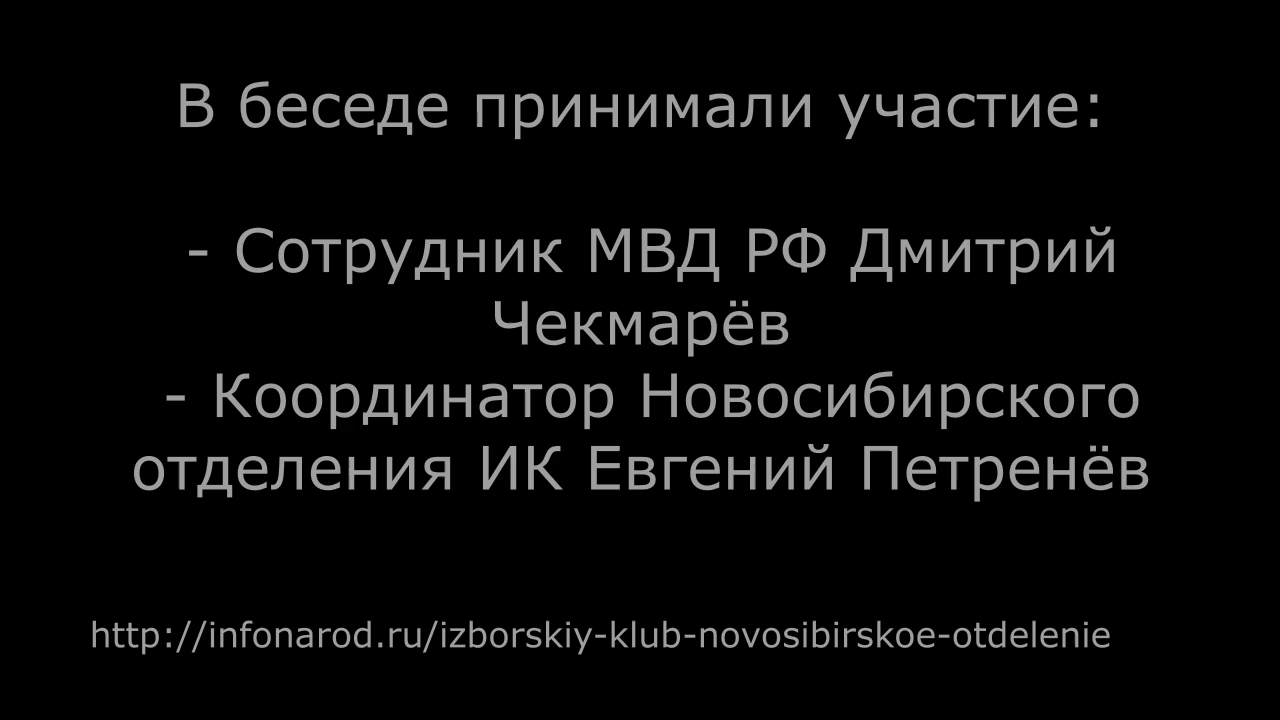 В беседе принимали участие:
- Сотрудник МВД РФ Дмитрий
Чекмарёв
- Координатор Новосибирского
отделения ИК Евгений Петренёв
http://infonarod.ru/izborskiy-klub-novosibirskoe-otdelenie